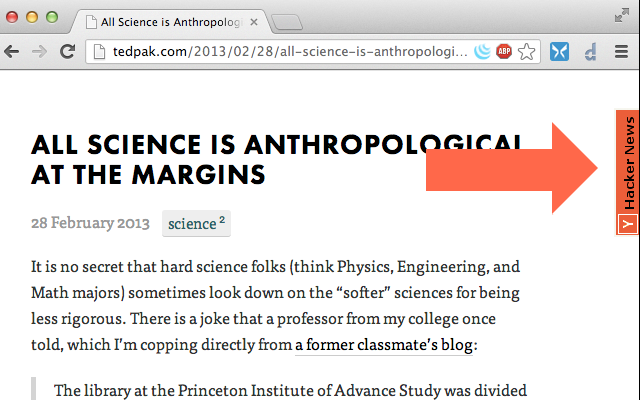 All Science is Anthropolog
tedpak.com/2013/02/28/all-science-is-anthropologi...
ABP
d
Hacker News
Y
ALL SCIENCE IS ANTHROPOLOGICAL
AT THE MARGINS
28 February 2013 science 2
It is no secret that hard science folks (think Physics, Engineering, and
Math majors) sometimes look down on the “softer” sciences for being
less rigorous. There is a joke that a professor from my college once
told, which I’m copping directly from a former classmate’s blog:
The library at the Princeton Institute of Advance Study was divided